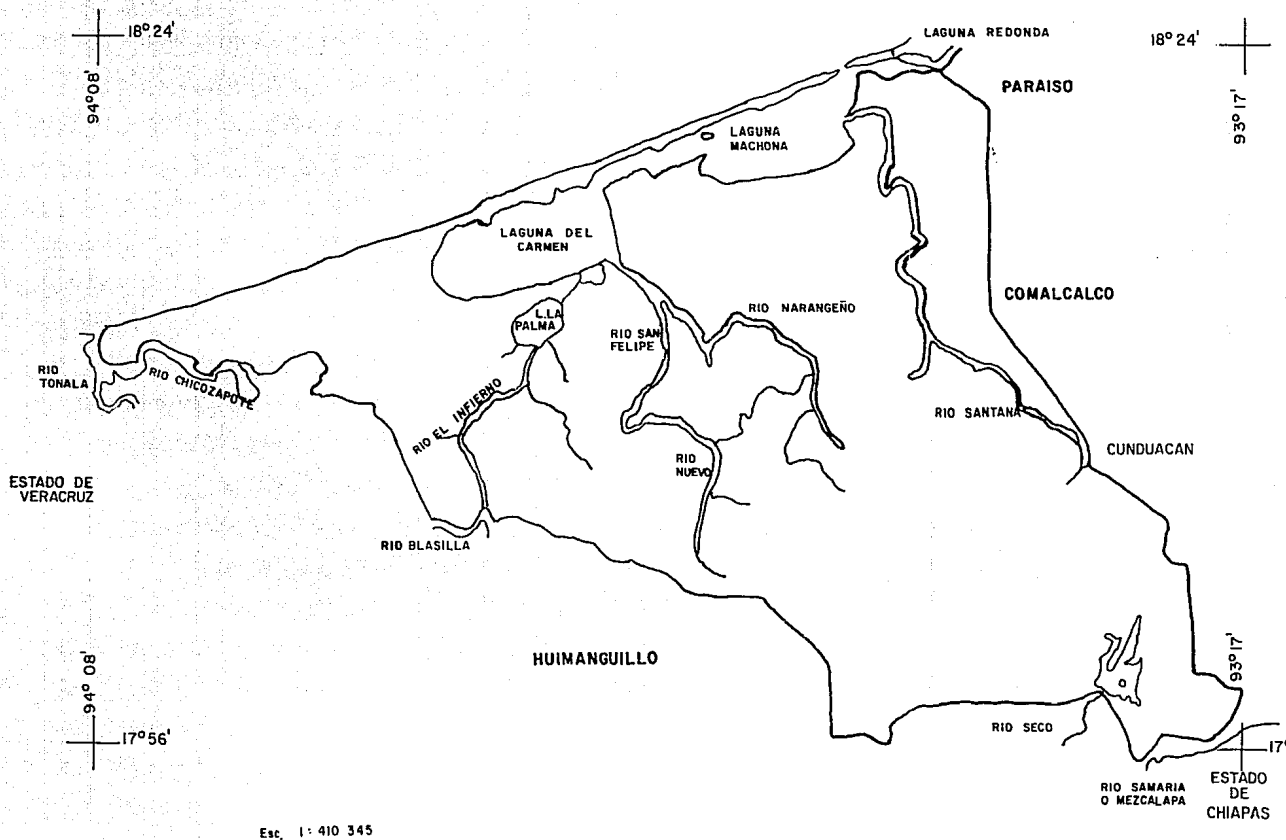 18° 24'
94° 08'
LAGUNA REDONDA
18° 24'
93° 17'
PARAISO
LAGUNA
MACHONA
LAGUNA DEL
CARMEN
COMALCALCO
L. LA
PALMA
RIO SAN
FELIPE
RIO NARANGEÑO
RIO
TONALA
RIO CHICOZAPOTE
RIO EL INFIERNO
RIO SANTANA
CUNDUACAN
RIO
NUEVO
ESTADO DE
VERACRUZ
RIO BLASILLA
HUIMANGUILLO
94° 08'
17° 56'
93° 17'
RIO SECO
17°
RIO SAMARIA
O MEZCALAPA
ESTADO
DE
CHIAPAS
Esc. 1: 410 345